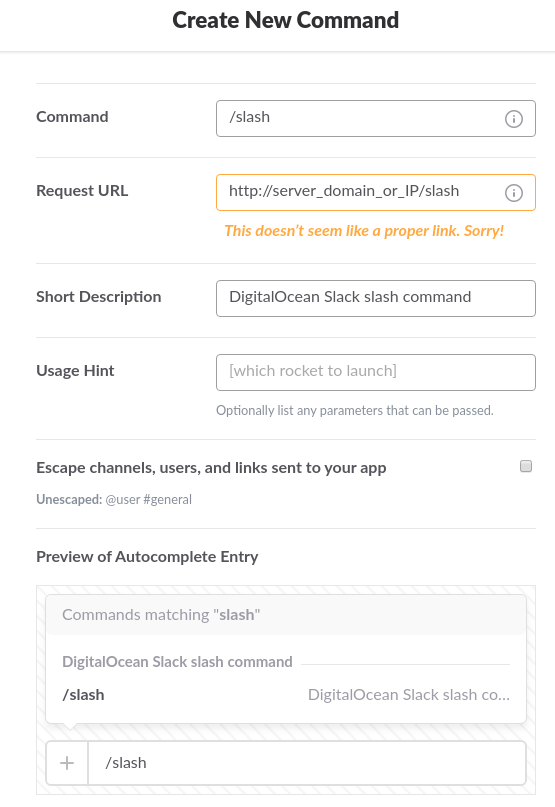 Create New Command
Command
/slash
Request URL
http://server_domain_or_IP/slash
This doesn't seem like a proper link. Sorry!
Short Description
DigitalOcean Slack slash command
Usage Hint
[which rocket to launch]
Optionally list any parameters that can be passed.
Escape channels, users, and links sent to your app
Unescaped: @user #general
Preview of Autocomplete Entry
Commands matching "slash"
DigitalOcean Slack slash command
/slash
DigitalOcean Slack slash co...
/slash